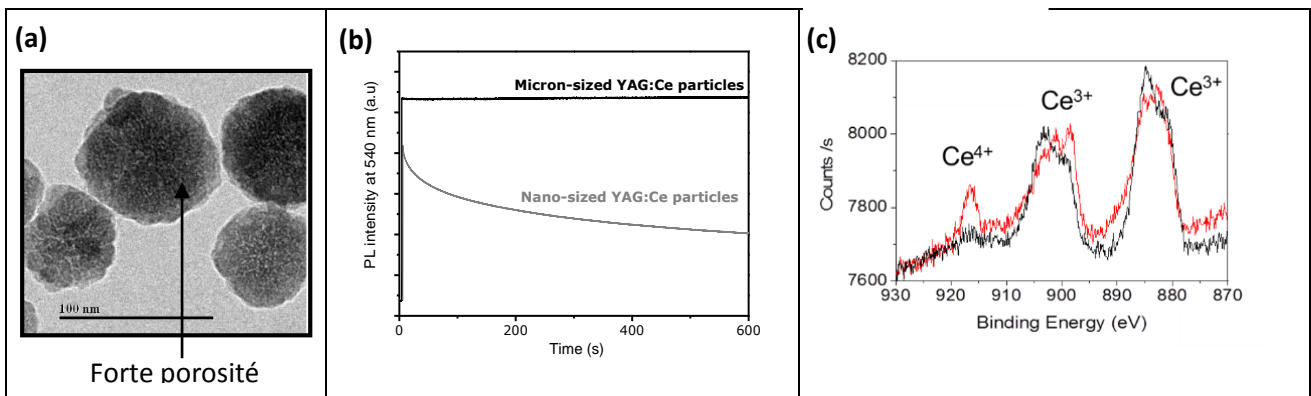 (a)
100 nm
Forte porosité
(b)
PL intensity at 540 nm (a.u)
Micron-sized YAG:Ce particles
Nano-sized YAG:Ce particles
0
200
400
600
Time (s)
(c)
Counts /s
8200
8000
7800
7600
Ce⁴⁺
Ce³⁺
Ce³⁺
930 920 910 900 890 880 870
Binding Energy (eV)